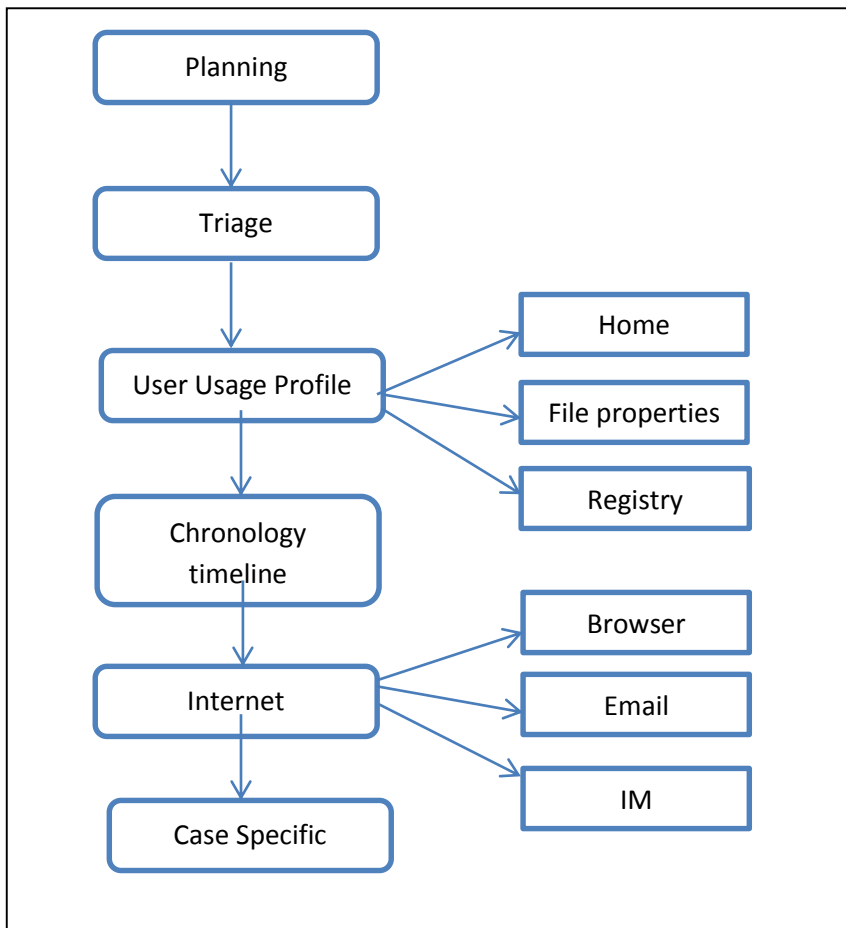 Planning
Triage
Home
User Usage Profile
File properties
Registry
Chronology
timeline
Browser
Internet
Email
IM
Case Specific